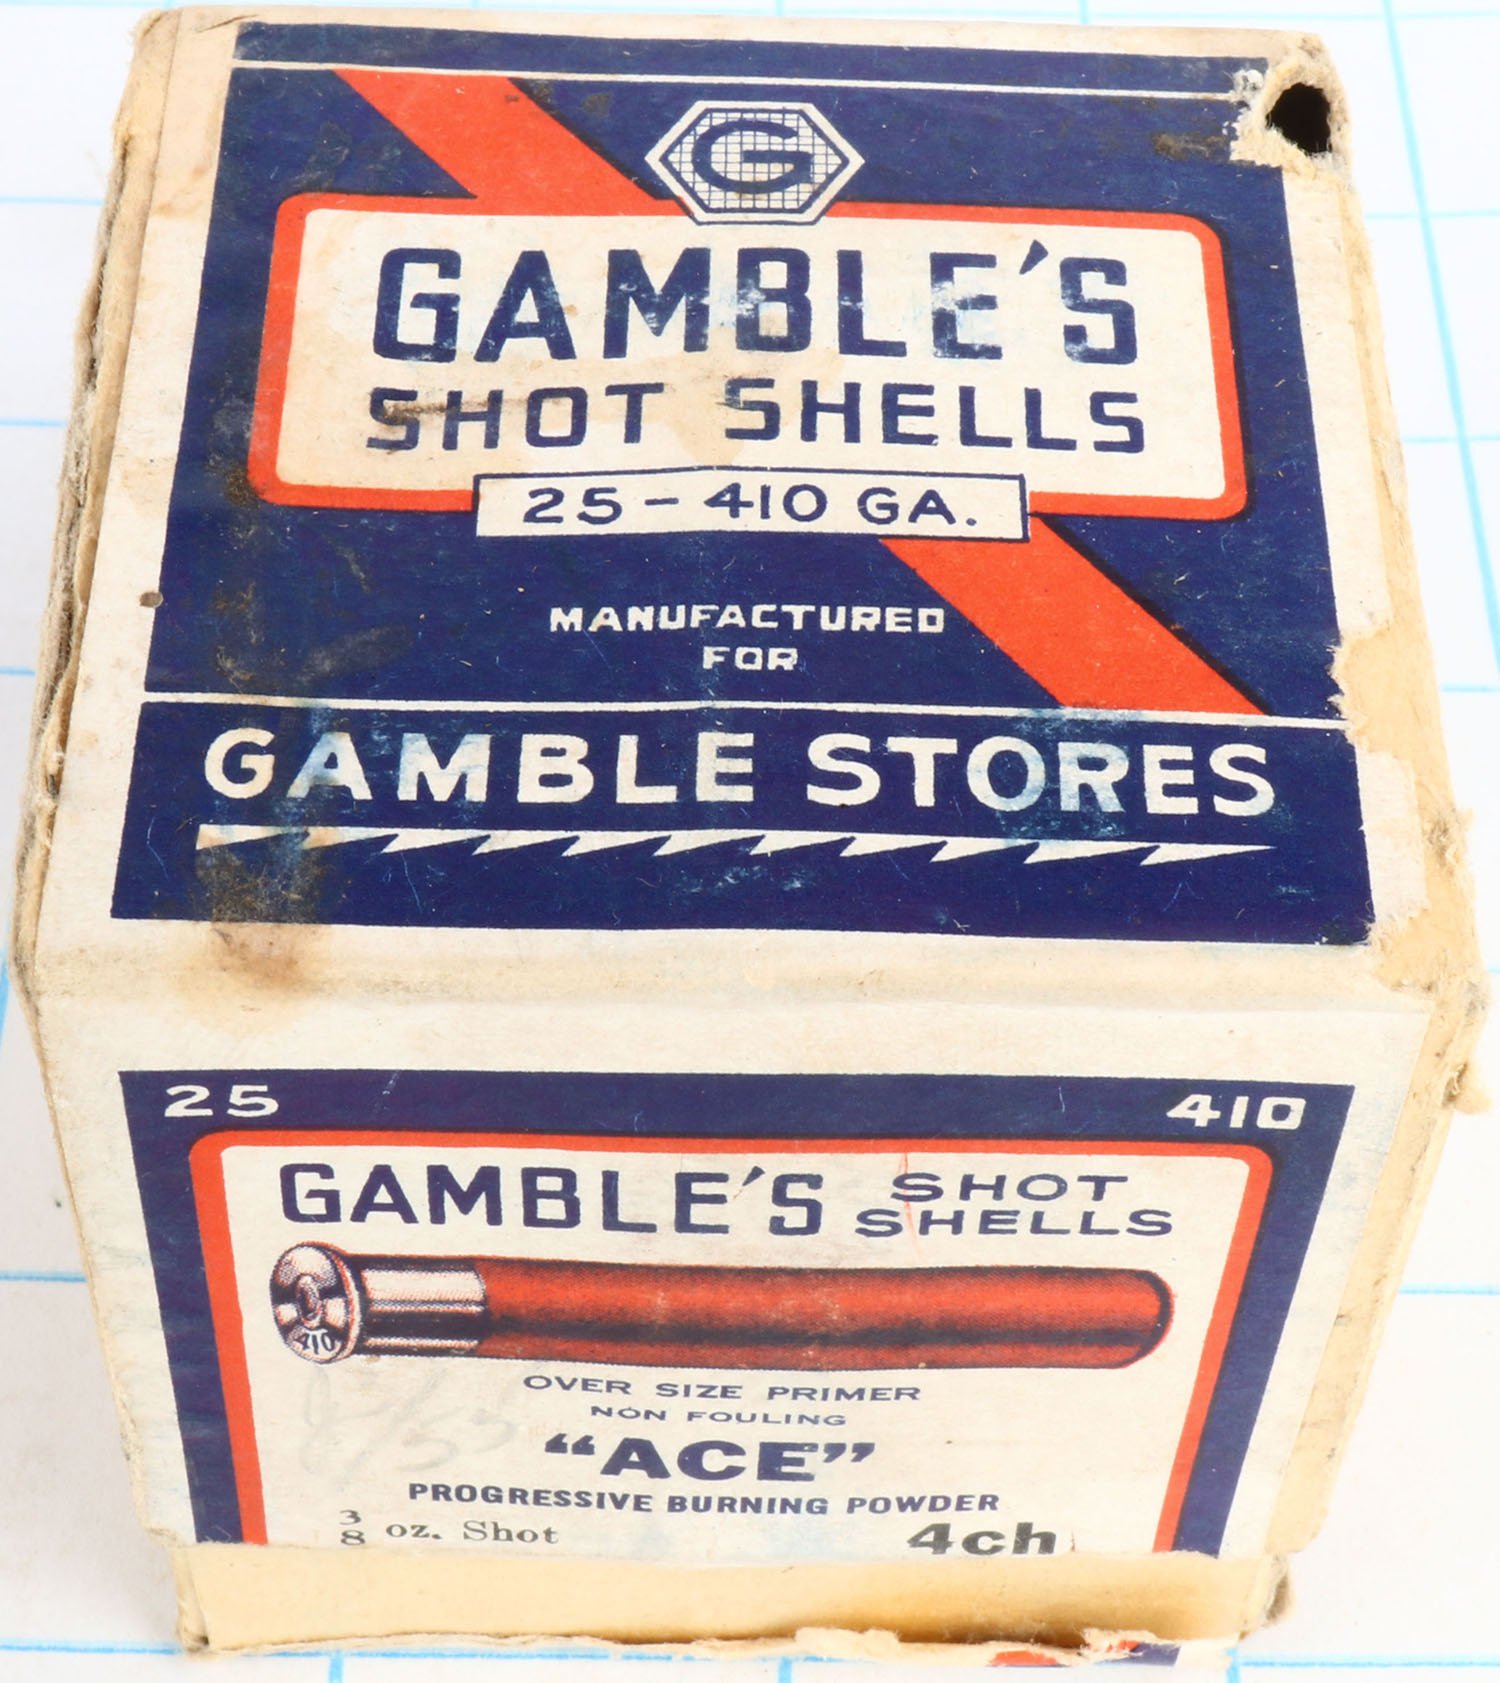 G
GAMBLE'S
SHOT SHELLS
25-410 GA.
MANUFACTURED
FOR
GAMBLE STORES
25 410
GAMBLE'S SHOT
SHELLS
410
OVER SIZE PRIMER
NON FOULING
"ACE"
PROGRESSIVE BURNING POWDER
3/8 oz. Shot 4ch